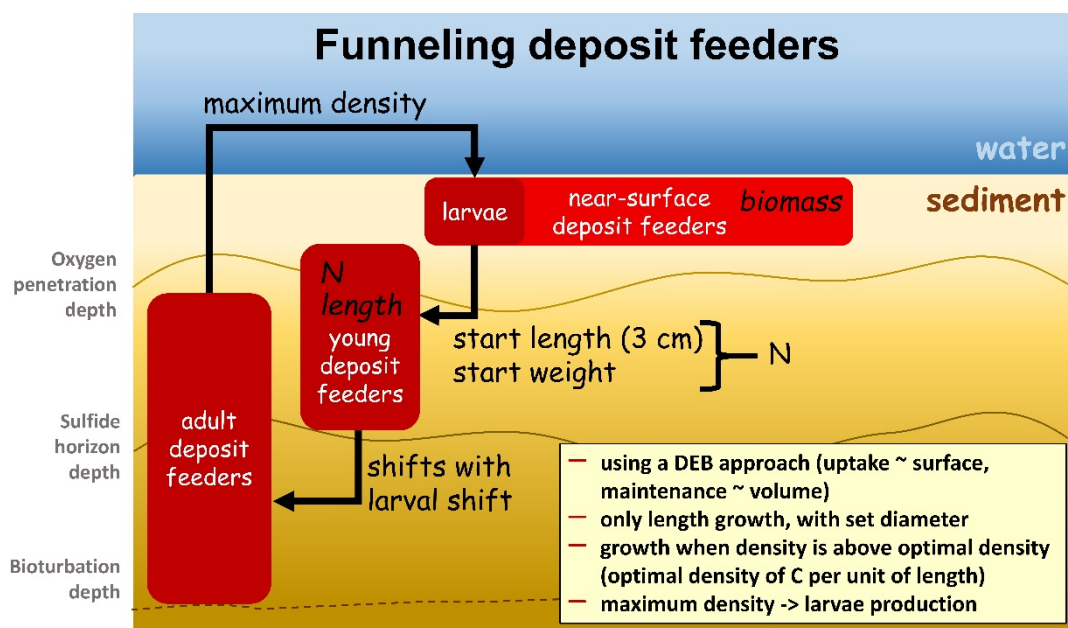 Funneling deposit feeders
maximum density
water
sediment
larvae
near-surface
deposit feeders
biomass
Oxygen
penetration
depth
N
length
young
deposit
feeders
start length (3 cm)
start weight
N
Sulfide
horizon
depth
adult
deposit
feeders
shifts with
larval shift
Bioturbation
depth
— using a DEB approach (uptake ~ surface,
maintenance ~ volume)
— only length growth, with set diameter
— growth when density is above optimal density
(optimal density of C per unit of length)
— maximum density -> larvae production